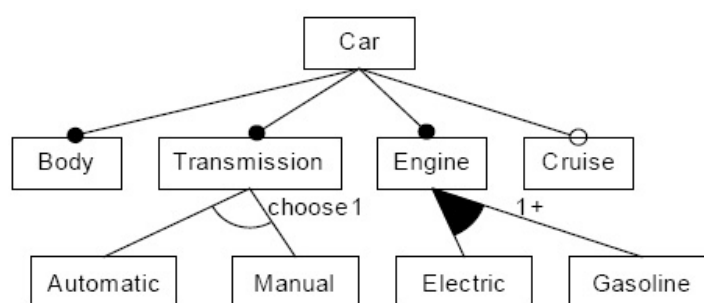 Car
Body
Transmission
Engine
Cruise
choose1
1+
Automatic
Manual
Electric
Gasoline